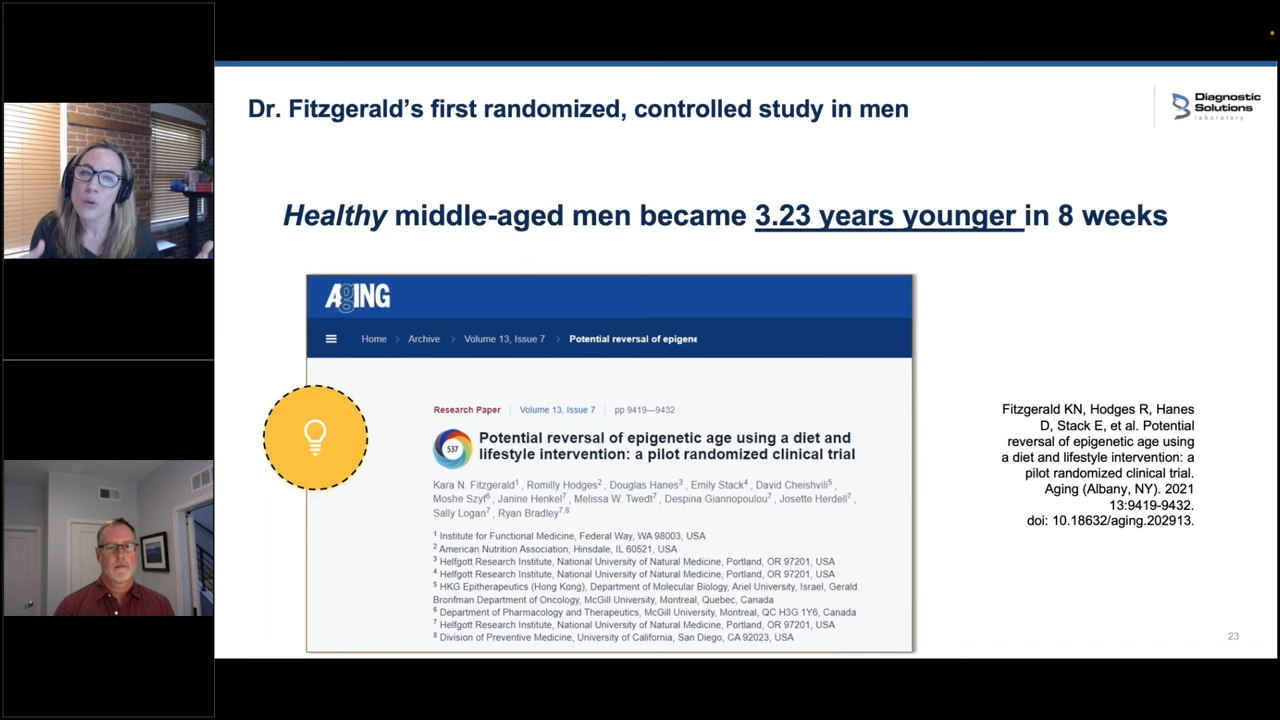 Dr. Fitzgerald's first randomized, controlled study in men
Diagnostic
Solutions
laboratory
Healthy middle-aged men became 3.23 years younger in 8 weeks
AGING
Home > Archive > Volume 13, Issue 7 > Potential reversal of epigene
Research Paper | Volume 13, Issue 7 | pp 9419—9432
537
Potential reversal of epigenetic age using a diet and
lifestyle intervention: a pilot randomized clinical trial
Kara N. Fitzgerald¹ , Romilly Hodges² , Douglas Hanes³ , Emily Stack⁴ , David Cheishvili⁵ ,
Moshe Szyf⁶ , Janine Henkel⁷ , Melissa W. Twedt⁷ , Despina Giannopoulou⁷ , Josette Herdell⁷ ,
Sally Logan⁷ , Ryan Bradley⁷,⁸
¹ Institute for Functional Medicine, Federal Way, WA 98003, USA
² American Nutrition Association, Hinsdale, IL 60521, USA
³ Helfgott Research Institute, National University of Natural Medicine, Portland, OR 97201, USA
⁴ Helfgott Research Institute, National University of Natural Medicine, Portland, OR 97201, USA
⁵ HKG Epitherapeutics (Hong Kong), Department of Molecular Biology, Ariel University, Israel, Gerald
Bronfman Department of Oncology, McGill University, Montreal, Quebec, Canada
⁶ Department of Pharmacology and Therapeutics, McGill University, Montreal, QC H3G 1Y6, Canada
⁷ Helfgott Research Institute, National University of Natural Medicine, Portland, OR 97201, USA
⁸ Division of Preventive Medicine, University of California, San Diego, CA 92023, USA
Fitzgerald KN, Hodges R, Hanes
D, Stack E, et al. Potential
reversal of epigenetic age using
a diet and lifestyle intervention: a
pilot randomized clinical trial.
Aging (Albany, NY). 2021
13:9419-9432.
doi: 10.18632/aging.202913.
23